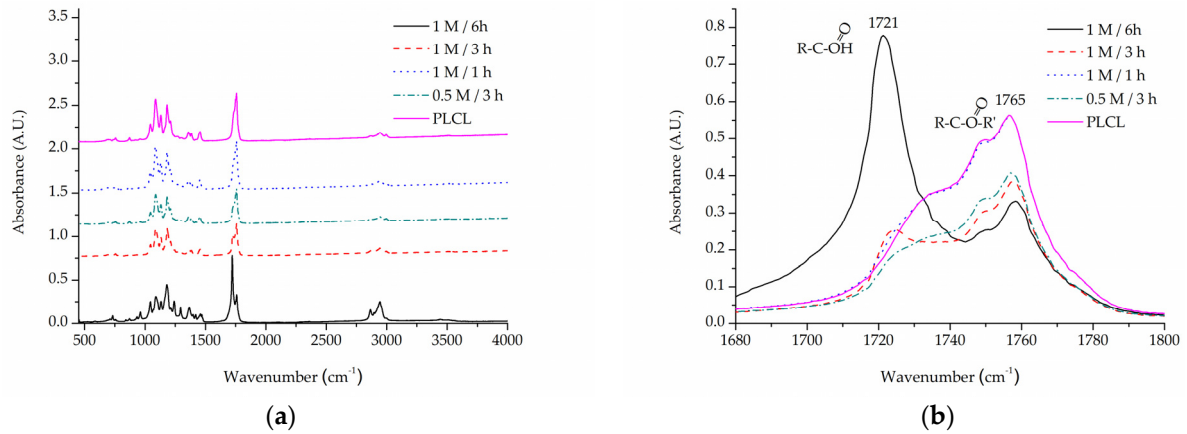 3.5
3.0
2.5
2.0
1.5
1.0
0.5
0.0
Absorbance (A.U.)
1 M / 6h
1 M / 3 h
1 M / 1 h
0.5 M / 3 h
PLCL
500 1000 1500 2000 2500 3000 3500 4000
Wavenumber (cm⁻¹)
(a)
0.8
0.7
0.6
0.5
0.4
0.3
0.2
0.1
0.0
Absorbance (A.U.)
1721
O
R-C-OH
1765
O
R-C-O-R'
1 M / 6h
1 M / 3 h
1 M / 1 h
0.5 M / 3 h
PLCL
1680 1700 1720 1740 1760 1780 1800
Wavenumber (cm⁻¹)
(b)